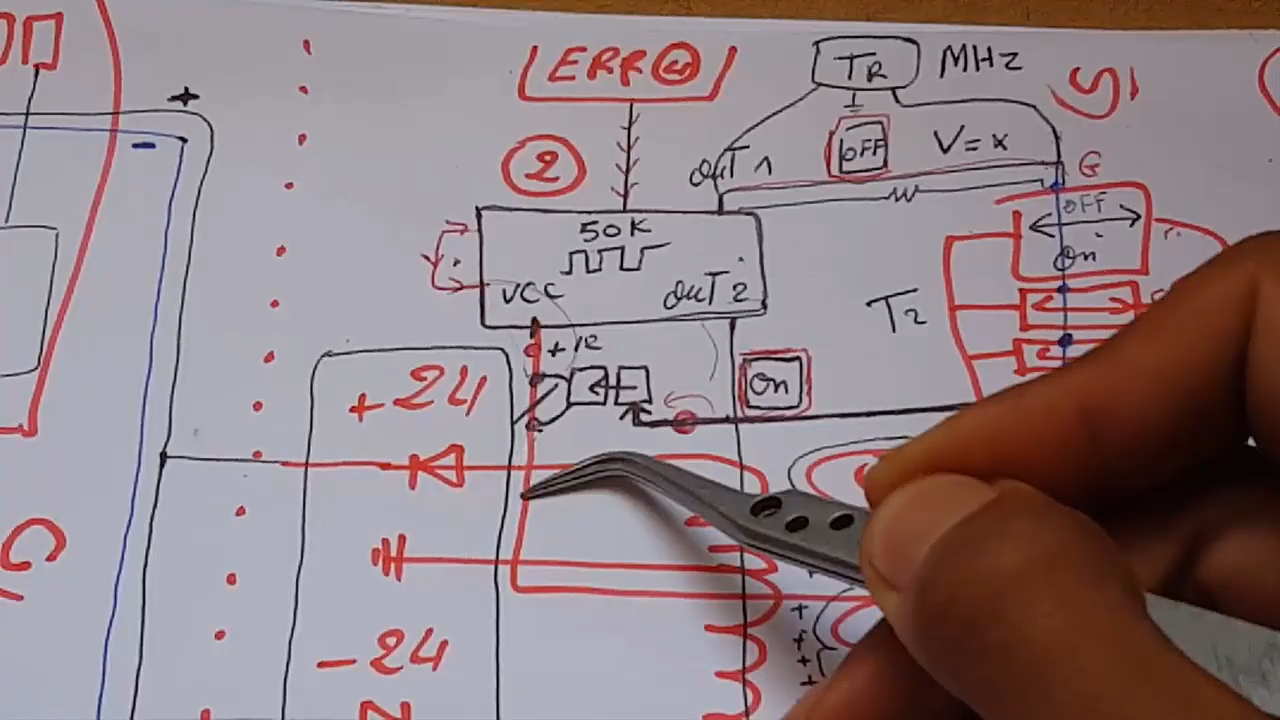 +
-
ERR
TR MHz
2
OFF
V=x
OUT 1
G
50K
VCC
OUT 2
OFF
On
T2
+12
+24
On
-24